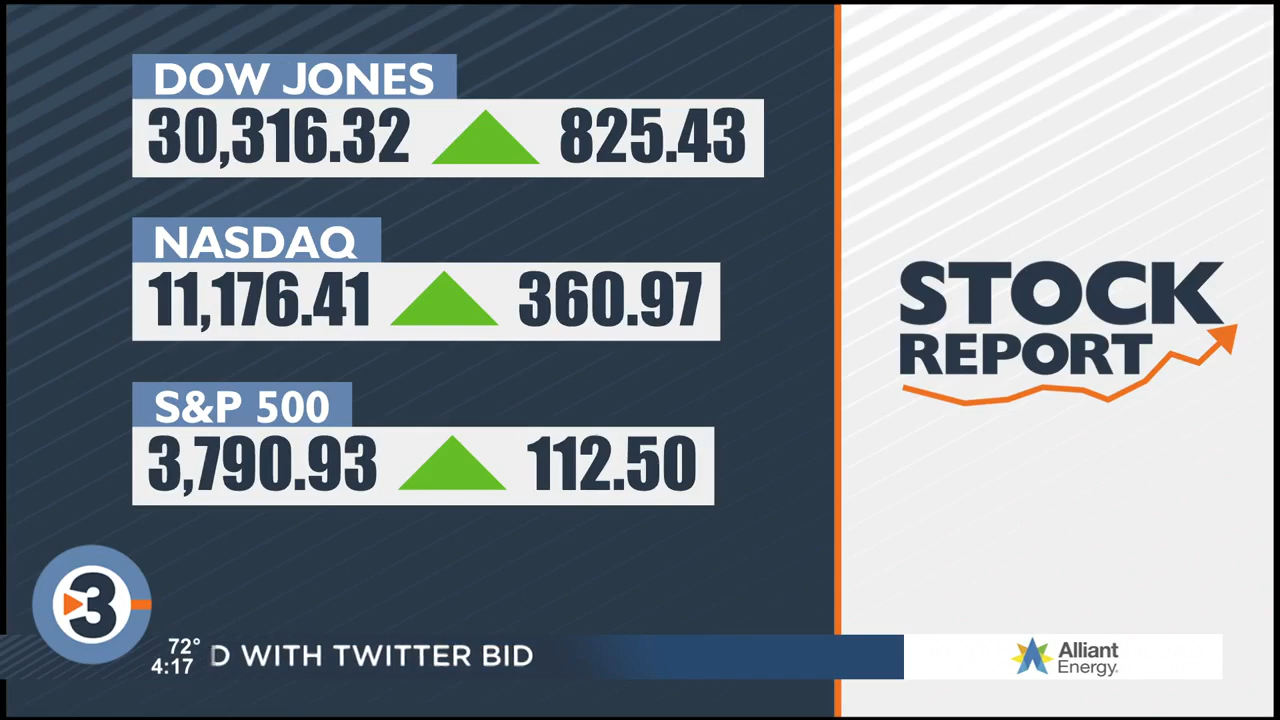 DOW JONES
30,316.32 825.43
NASDAQ
11,176.41 360.97
S&P 500
3,790.93 112.50
STOCK
REPORT
3
72°
4:17
D WITH TWITTER BID
Alliant
Energy.